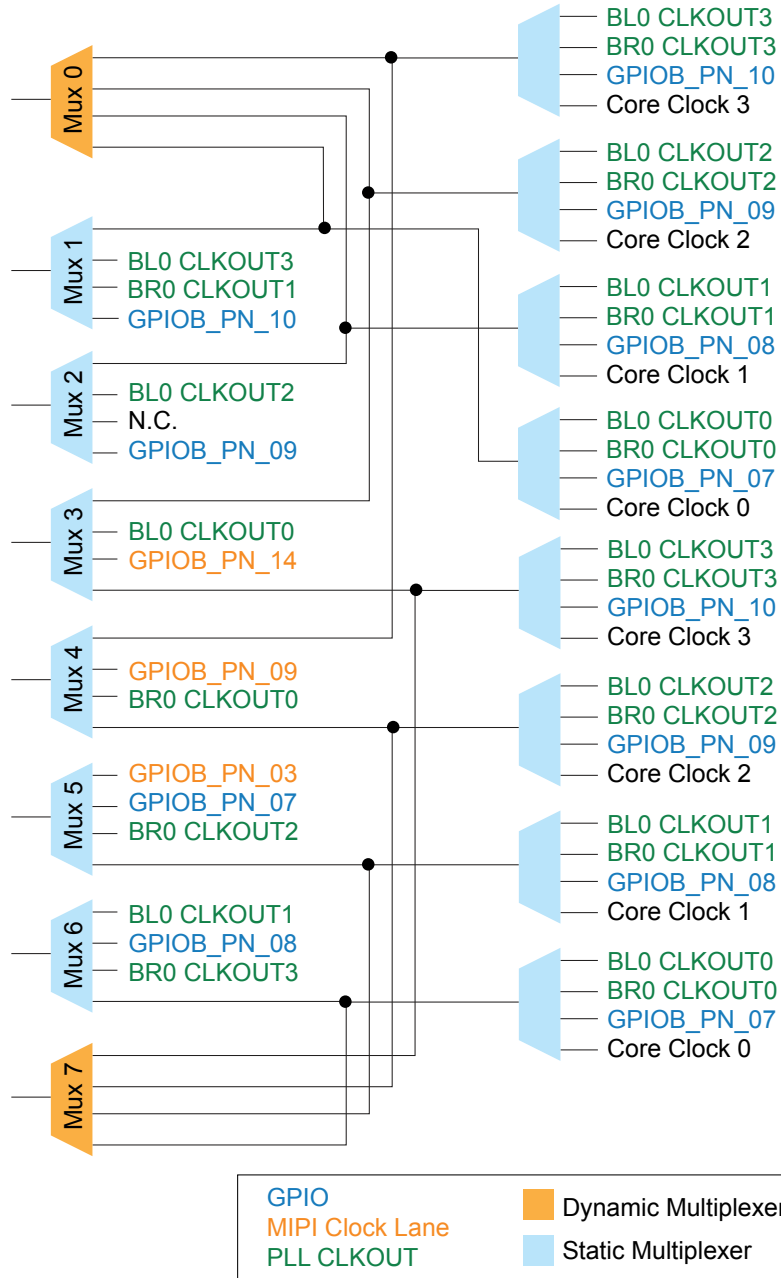 Mux 0
BL0 CLKOUT3
BR0 CLKOUT3
GPIOB_PN_10
Core Clock 3
BL0 CLKOUT2
BR0 CLKOUT2
GPIOB_PN_09
Core Clock 2
Mux 1
BL0 CLKOUT3
BR0 CLKOUT1
GPIOB_PN_10
BL0 CLKOUT1
BR0 CLKOUT1
GPIOB_PN_08
Core Clock 1
Mux 2
BL0 CLKOUT2
N.C.
GPIOB_PN_09
BL0 CLKOUT0
BR0 CLKOUT0
GPIOB_PN_07
Core Clock 0
Mux 3
BL0 CLKOUT0
GPIOB_PN_14
BL0 CLKOUT3
BR0 CLKOUT3
GPIOB_PN_10
Core Clock 3
Mux 4
GPIOB_PN_09
BR0 CLKOUT0
BL0 CLKOUT2
BR0 CLKOUT2
GPIOB_PN_09
Core Clock 2
Mux 5
GPIOB_PN_03
GPIOB_PN_07
BR0 CLKOUT2
BL0 CLKOUT1
BR0 CLKOUT1
GPIOB_PN_08
Core Clock 1
Mux 6
BL0 CLKOUT1
GPIOB_PN_08
BR0 CLKOUT3
BL0 CLKOUT0
BR0 CLKOUT0
GPIOB_PN_07
Core Clock 0
Mux 7
GPIO
MIPI Clock Lane
PLL CLKOUT
Dynamic Multiplexer
Static Multiplexer